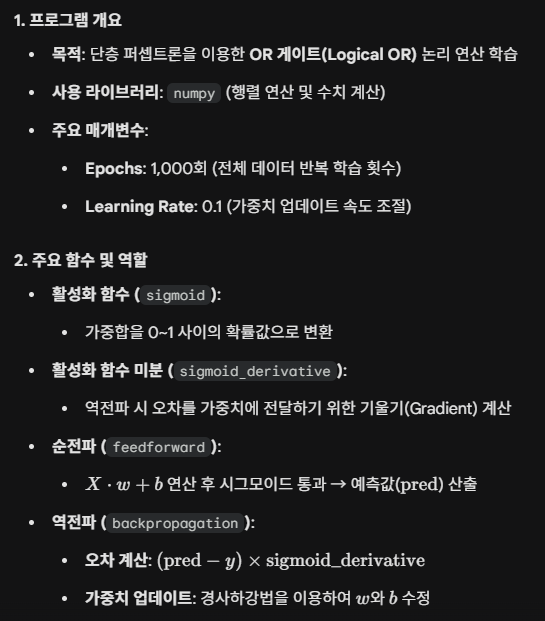 1. 프로그램 개요
• 목적: 단층 퍼셉트론을 이용한 OR 게이트(Logical OR) 논리 연산 학습
• 사용 라이브러리: numpy (행렬 연산 및 수치 계산)
• 주요 매개변수:
• Epochs: 1,000회 (전체 데이터 반복 학습 횟수)
• Learning Rate: 0.1 (가중치 업데이트 속도 조절)
2. 주요 함수 및 역할
• 활성화 함수 (sigmoid):
• 가중합을 0~1 사이의 확률값으로 변환
• 활성화 함수 미분 (sigmoid_derivative):
• 역전파 시 오차를 가중치에 전달하기 위한 기울기(Gradient) 계산
• 순전파 (feedforward):
• X · w + b 연산 후 시그모이드 통과 → 예측값(pred) 산출
• 역전파 (backpropagation):
• 오차 계산: (pred − y) × sigmoid_derivative
• 가중치 업데이트: 경사하강법을 이용하여 w와 b 수정